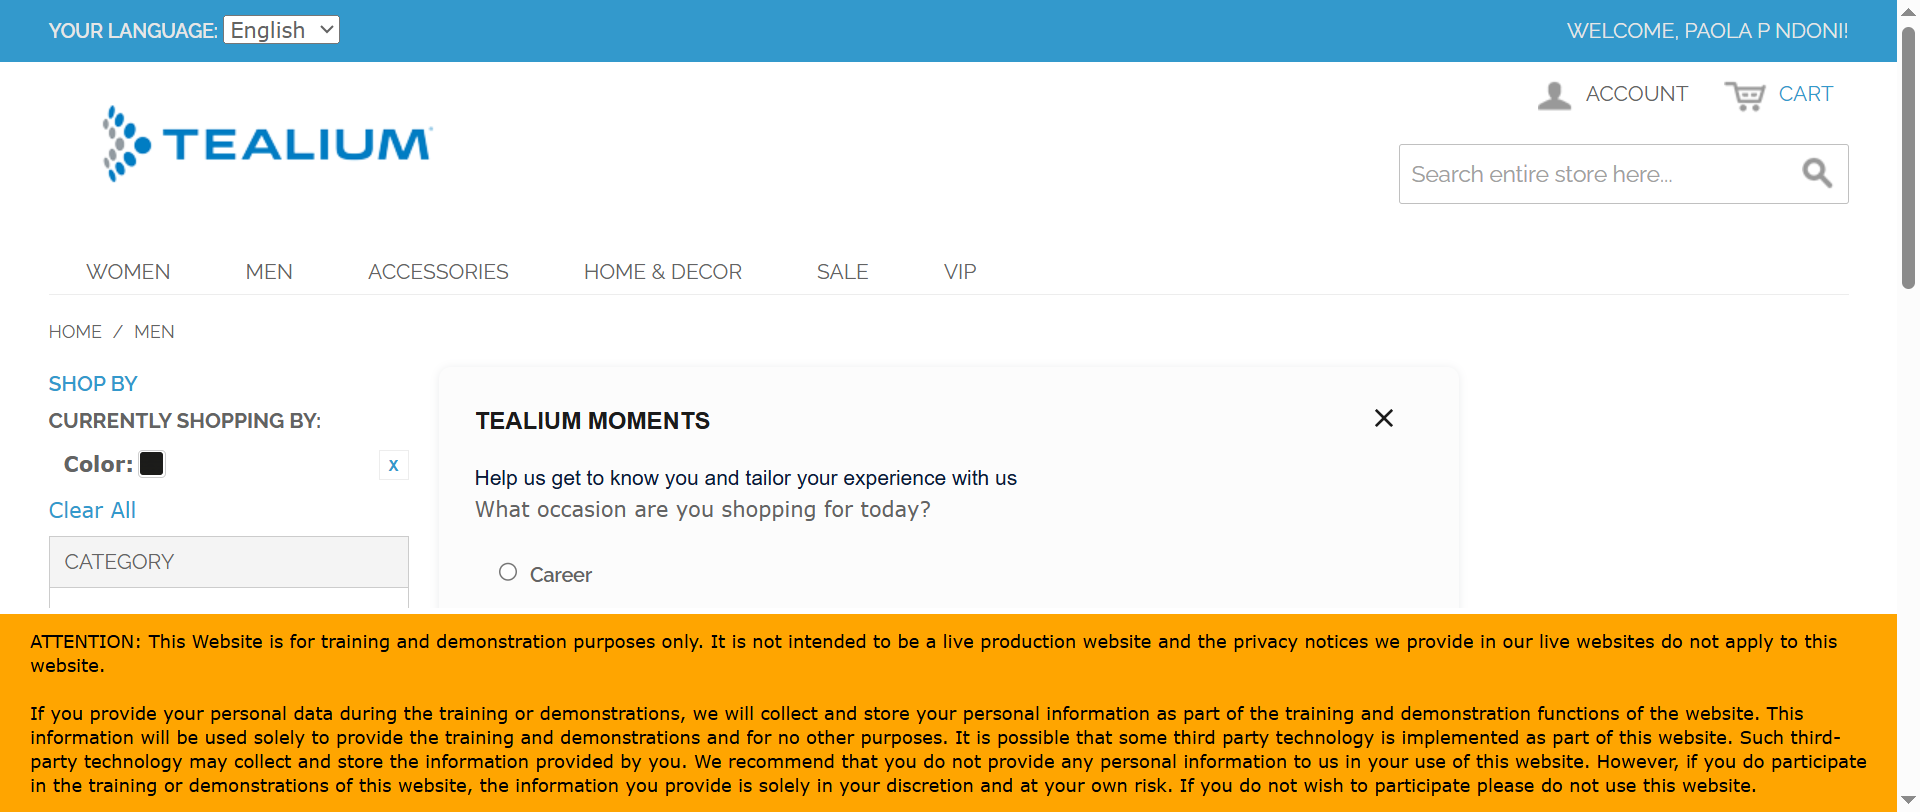 YOUR LANGUAGE: English
WELCOME, PAOLA P NDONI!
TEALIUM
ACCOUNT
CART
Search entire store here...
WOMEN MEN ACCESSORIES HOME & DECOR SALE VIP
HOME / MEN
SHOP BY
CURRENTLY SHOPPING BY:
Color: X
Clear All
CATEGORY
TEALIUM MOMENTS
Help us get to know you and tailor your experience with us
What occasion are you shopping for today?
Career
ATTENTION: This Website is for training and demonstration purposes only. It is not intended to be a live production website and the privacy notices we provide in our live websites do not apply to this
website.
If you provide your personal data during the training or demonstrations, we will collect and store your personal information as part of the training and demonstration functions of the website. This
information will be used solely to provide the training and demonstrations and for no other purposes. It is possible that some third party technology is implemented as part of this website. Such third-
party technology may collect and store the information provided by you. We recommend that you do not provide any personal information to us in your use of this website. However, if you do participate
in the training or demonstrations of this website, the information you provide is solely in your discretion and at your own risk. If you do not wish to participate please do not use this website.